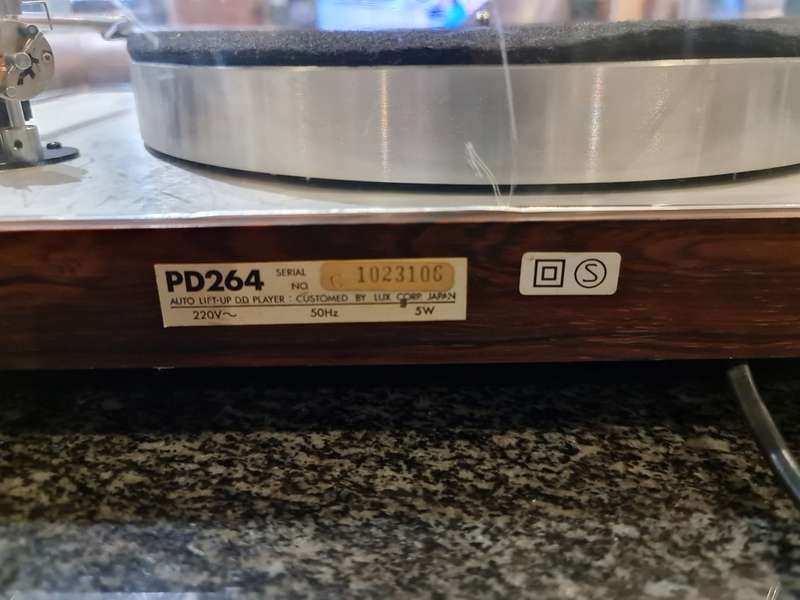 PD264 SERIAL NO. C 1023106
AUTO LIFT-UP D.D PLAYER : CUSTOMED BY LUX CORP. JAPAN
220V～ 50Hz 5W
S